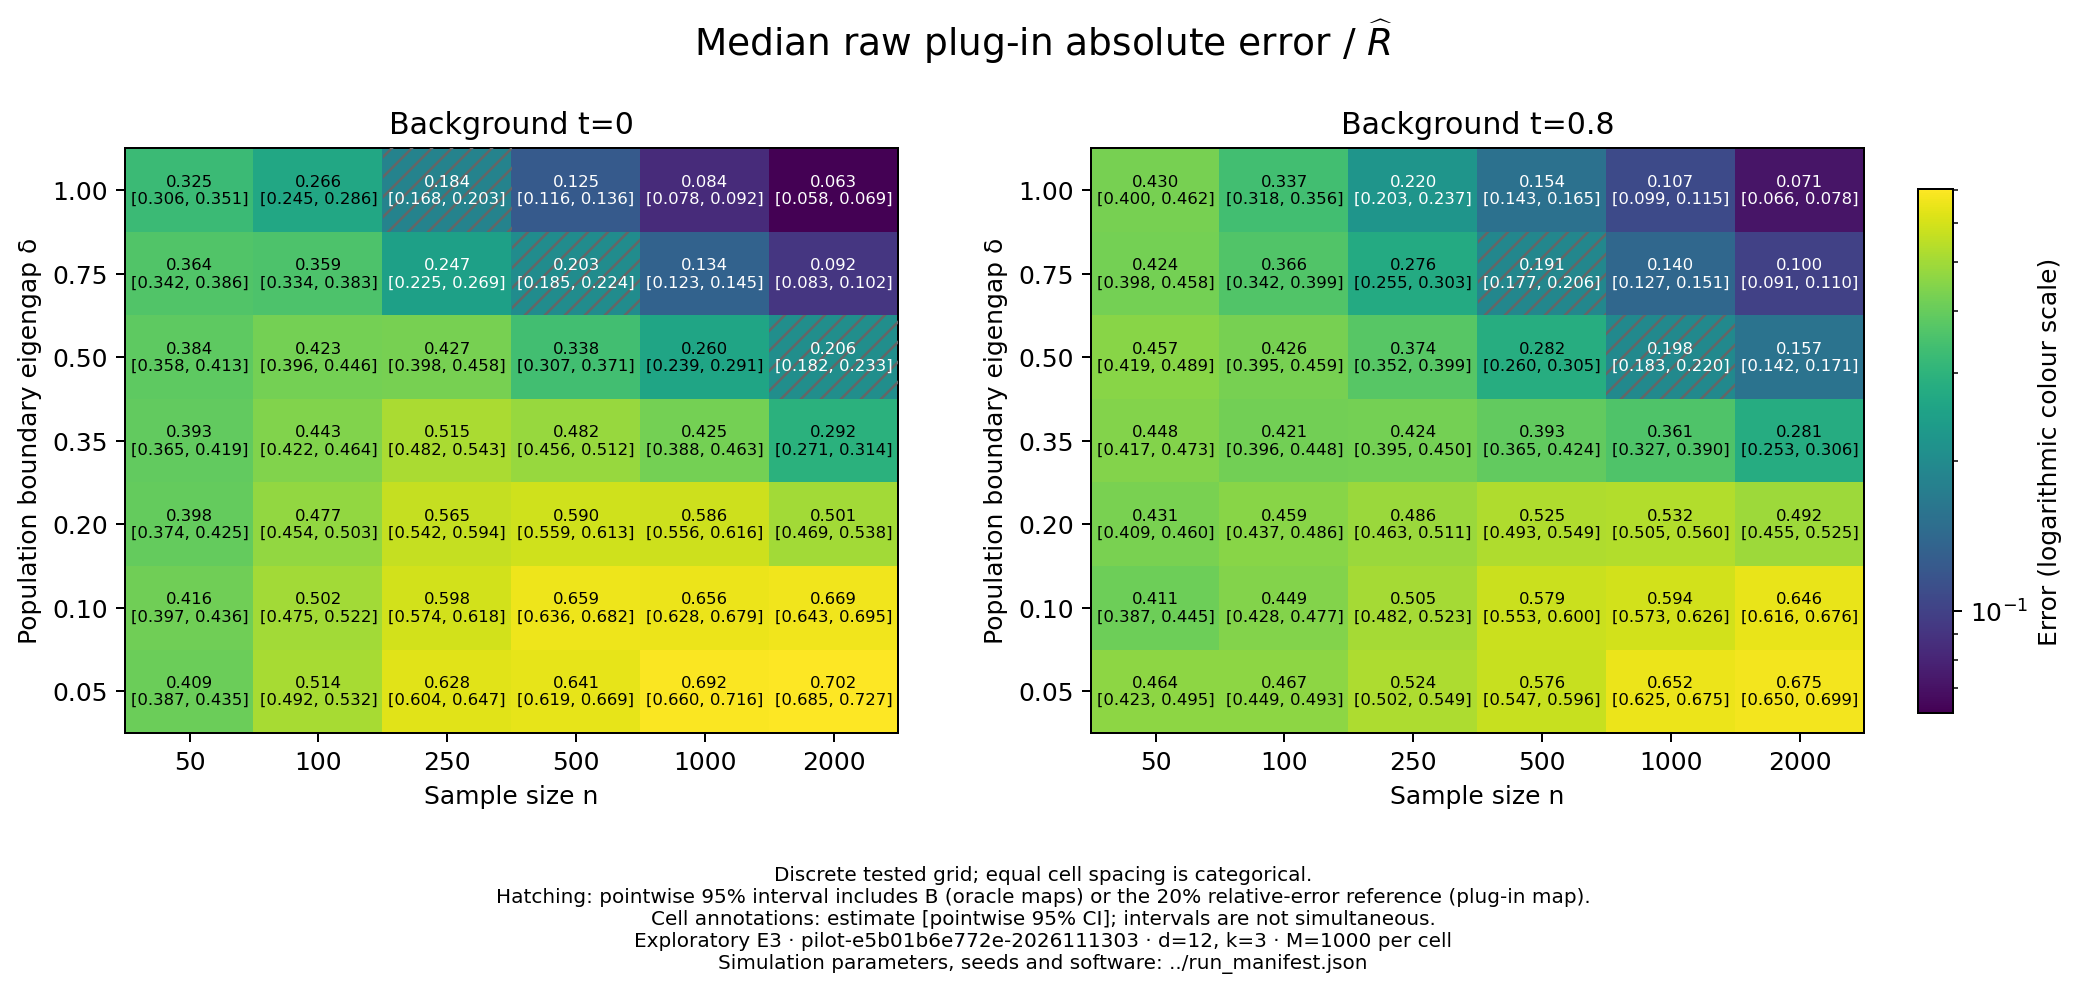 Median raw plug-in absolute error / R̂
Background t=0
Background t=0.8
Population boundary eigengap δ
1.00
0.325 0.266 0.184 0.125 0.084 0.063
[0.306, 0.351] [0.245, 0.286] [0.168, 0.203] [0.116, 0.136] [0.078, 0.092] [0.058, 0.069]
0.75
0.364 0.359 0.247 0.203 0.134 0.092
[0.342, 0.386] [0.334, 0.383] [0.225, 0.269] [0.185, 0.224] [0.123, 0.145] [0.083, 0.102]
0.50
0.384 0.423 0.427 0.338 0.260 0.206
[0.358, 0.413] [0.396, 0.446] [0.398, 0.458] [0.307, 0.371] [0.239, 0.291] [0.182, 0.233]
0.35
0.393 0.443 0.515 0.482 0.425 0.292
[0.365, 0.419] [0.422, 0.464] [0.482, 0.543] [0.456, 0.512] [0.388, 0.463] [0.271, 0.314]
0.20
0.398 0.477 0.565 0.590 0.586 0.501
[0.374, 0.425] [0.454, 0.503] [0.542, 0.594] [0.559, 0.613] [0.556, 0.616] [0.469, 0.538]
0.10
0.416 0.502 0.598 0.659 0.656 0.669
[0.397, 0.436] [0.475, 0.522] [0.574, 0.618] [0.636, 0.682] [0.628, 0.679] [0.643, 0.695]
0.05
0.409 0.514 0.628 0.641 0.692 0.702
[0.387, 0.435] [0.492, 0.532] [0.604, 0.647] [0.619, 0.669] [0.660, 0.716] [0.685, 0.727]
50 100 250 500 1000 2000
Sample size n
Population boundary eigengap δ
1.00
0.430 0.337 0.220 0.154 0.107 0.071
[0.400, 0.462] [0.318, 0.356] [0.203, 0.237] [0.143, 0.165] [0.099, 0.115] [0.066, 0.078]
0.75
0.424 0.366 0.276 0.191 0.140 0.100
[0.398, 0.458] [0.342, 0.399] [0.255, 0.303] [0.177, 0.206] [0.127, 0.151] [0.091, 0.110]
0.50
0.457 0.426 0.374 0.282 0.198 0.157
[0.419, 0.489] [0.395, 0.459] [0.352, 0.399] [0.260, 0.305] [0.183, 0.220] [0.142, 0.171]
0.35
0.448 0.421 0.424 0.393 0.361 0.281
[0.417, 0.473] [0.396, 0.448] [0.395, 0.450] [0.365, 0.424] [0.327, 0.390] [0.253, 0.306]
0.20
0.431 0.459 0.486 0.525 0.532 0.492
[0.409, 0.460] [0.437, 0.486] [0.463, 0.511] [0.493, 0.549] [0.505, 0.560] [0.455, 0.525]
0.10
0.411 0.449 0.505 0.579 0.594 0.646
[0.387, 0.445] [0.428, 0.477] [0.482, 0.523] [0.553, 0.600] [0.573, 0.626] [0.616, 0.676]
0.05
0.464 0.467 0.524 0.576 0.652 0.675
[0.423, 0.495] [0.449, 0.493] [0.502, 0.549] [0.547, 0.596] [0.625, 0.675] [0.650, 0.699]
50 100 250 500 1000 2000
Sample size n
10⁻¹
Error (logarithmic colour scale)
Discrete tested grid; equal cell spacing is categorical.
Hatching: pointwise 95% interval includes B (oracle maps) or the 20% relative-error reference (plug-in map).
Cell annotations: estimate [pointwise 95% CI]; intervals are not simultaneous.
Exploratory E3 · pilot-e5b01b6e772e-2026111303 · d=12, k=3 · M=1000 per cell
Simulation parameters, seeds and software: ../run_manifest.json